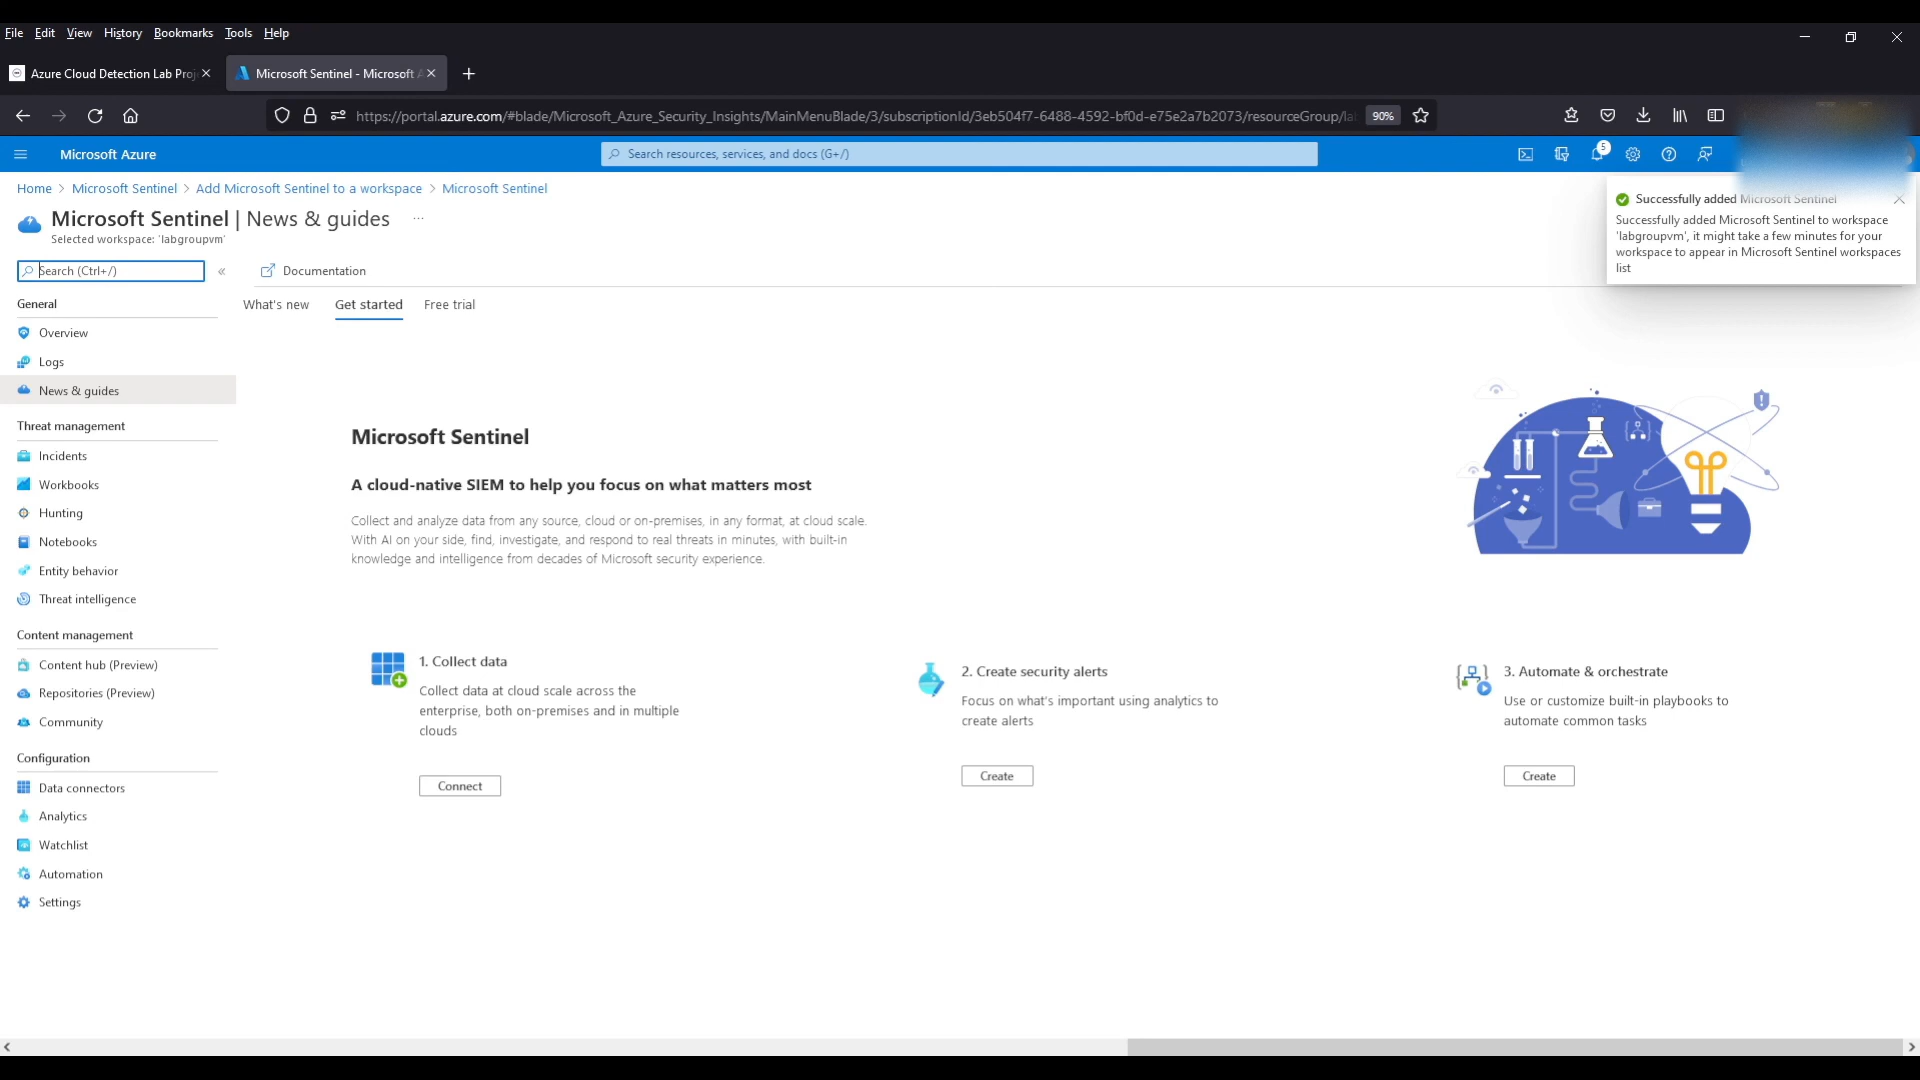 File Edit View History Bookmarks Tools Help
Azure Cloud Detection Lab Proj
Microsoft Sentinel - Microsoft A
https://portal.azure.com/#blade/Microsoft_Azure_Security_Insights/MainMenuBlade/3/subscriptionId/3eb504f7-6488-4592-bf0d-e75e2a7b2073/resourceGroup/la 90%
Microsoft Azure
Search resources, services, and docs (G+/)
5
Home > Microsoft Sentinel > Add Microsoft Sentinel to a workspace > Microsoft Sentinel
Successfully added Microsoft Sentinel
Successfully added Microsoft Sentinel to workspace
'labgroupvm', it might take a few minutes for your
workspace to appear in Microsoft Sentinel workspaces
list
Microsoft Sentinel | News & guides ...
Selected workspace: 'labgroupvm'
Search (Ctrl+/) «
Documentation
General
Overview
Logs
News & guides
Threat management
Incidents
Workbooks
Hunting
Notebooks
Entity behavior
Threat intelligence
Content management
Content hub (Preview)
Repositories (Preview)
Community
Configuration
Data connectors
Analytics
Watchlist
Automation
Settings
What's new Get started Free trial
Microsoft Sentinel
A cloud-native SIEM to help you focus on what matters most
Collect and analyze data from any source, cloud or on-premises, in any format, at cloud scale.
With AI on your side, find, investigate, and respond to real threats in minutes, with built-in
knowledge and intelligence from decades of Microsoft security experience.
1. Collect data
Collect data at cloud scale across the
enterprise, both on-premises and in multiple
clouds
Connect
2. Create security alerts
Focus on what's important using analytics to
create alerts
Create
3. Automate & orchestrate
Use or customize built-in playbooks to
automate common tasks
Create